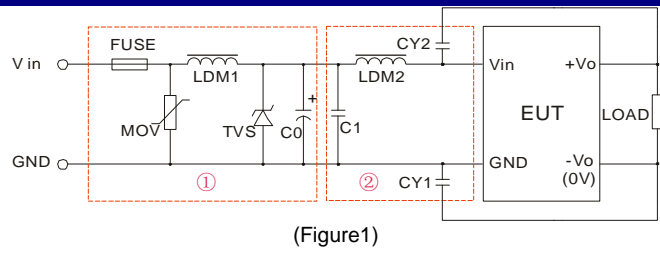 FUSE
CY2
V in
LDM1
LDM2
Vin
+Vo
MOV
TVS
+
C0
C1
EUT
LOAD
GND
GND
-Vo
(0V)
①
②
CY1
(Figure1)